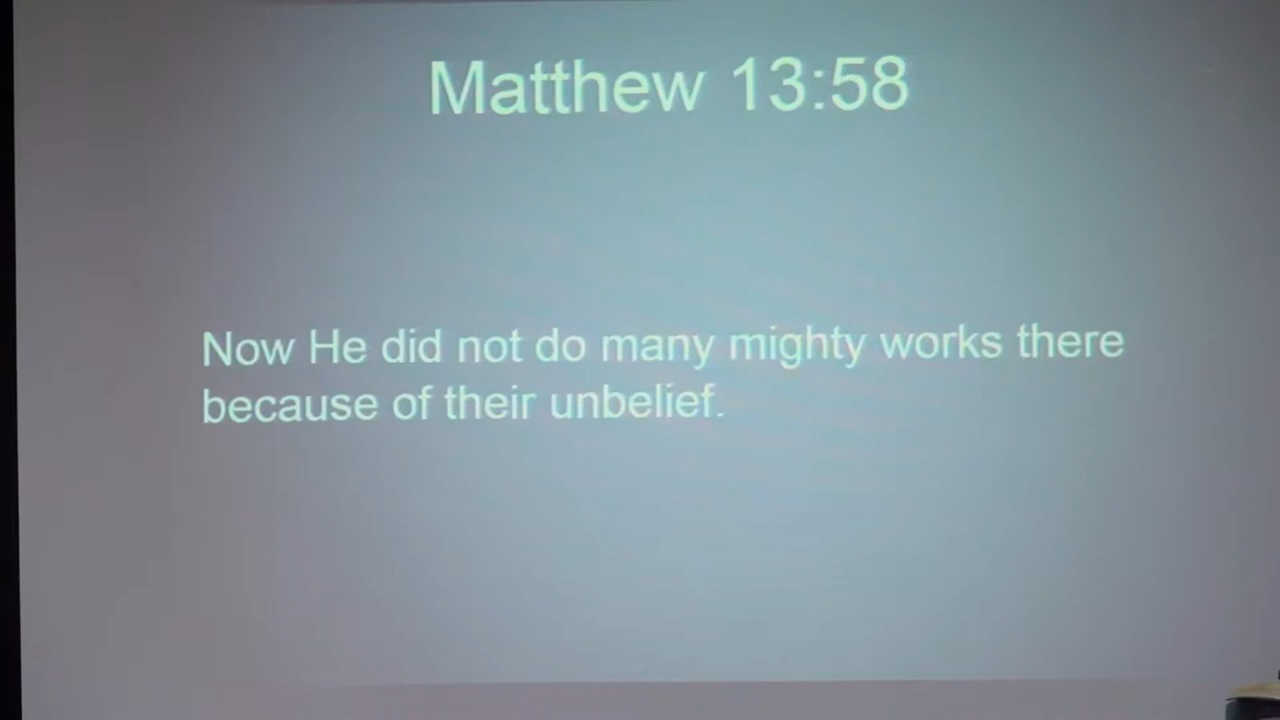 Matthew 13:58
Now He did not do many mighty works there
because of their unbelief.